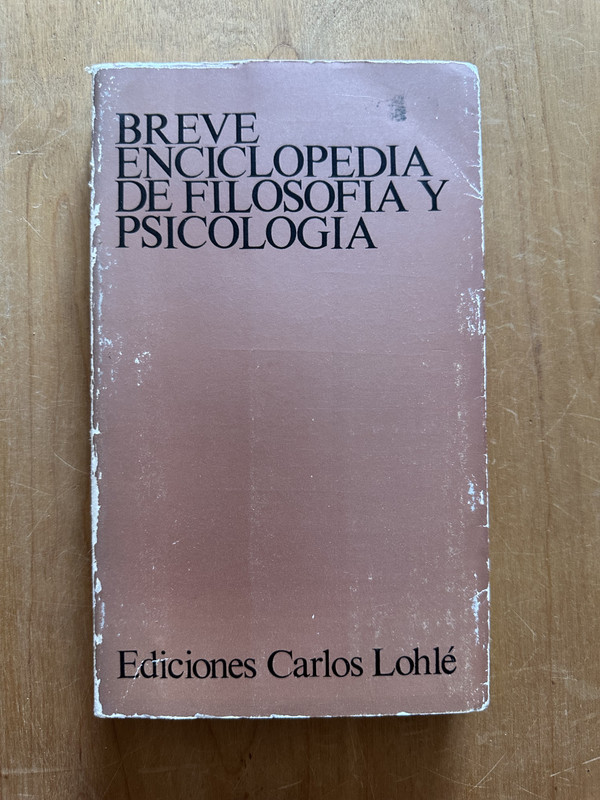 BREVE
ENCICLOPEDIA
DE FILOSOFIA Y
PSICOLOGIA
Ediciones Carlos Lohlé